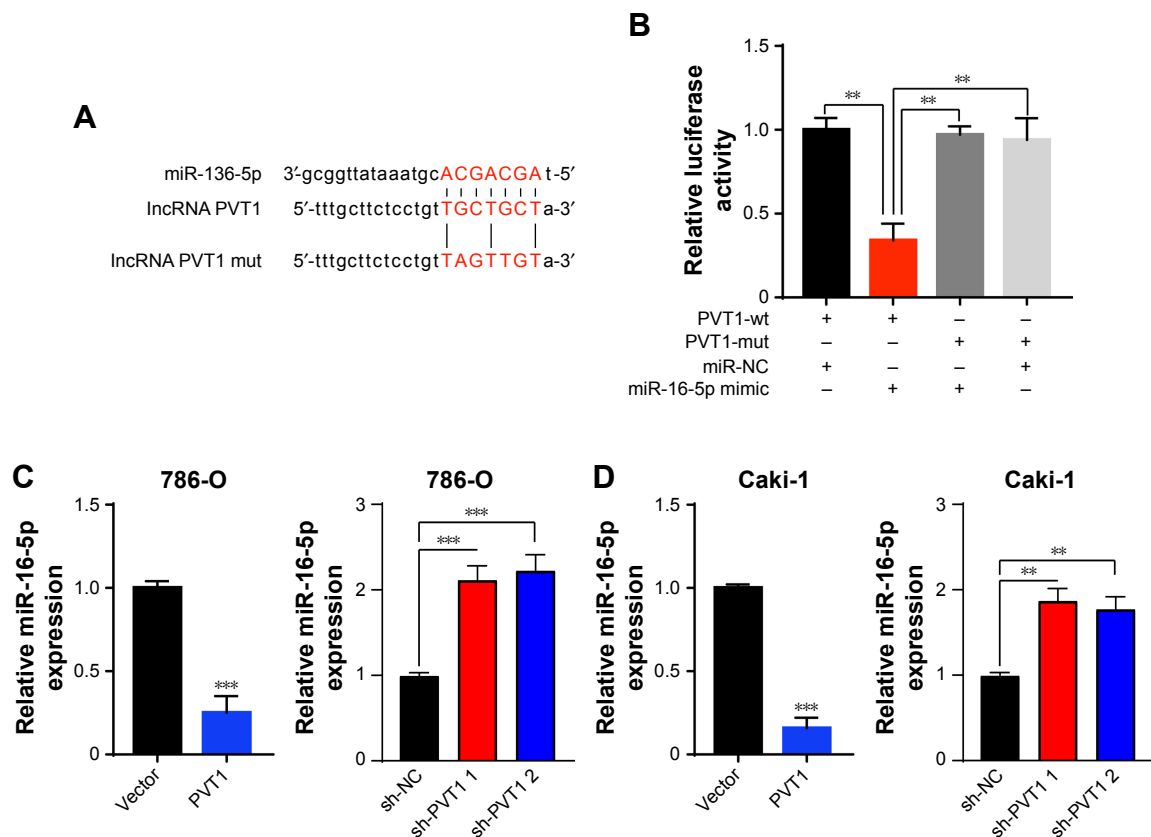 A
miR-136-5p 3′-gcggttataaatgcACGACGAt-5′
lncRNA PVT1 5′-tttgcttctcctgtTGCTGCTa-3′
lncRNA PVT1 mut 5′-tttgcttctcctgtTAGTTGTa-3′
B
Relative luciferase
activity
1.5
1.0
0.5
0
** ** **
PVT1-wt + + – –
PVT1-mut – – + +
miR-NC + – – +
miR-16-5p mimic – + + –
C
786-O
Relative miR-16-5p
expression
1.5
1.0
0.5
0
***
Vector PVT1
786-O
Relative miR-16-5p
expression
3
2
1
0
***
***
sh-NC sh-PVT1 1 sh-PVT1 2
D
Caki-1
Relative miR-16-5p
expression
1.5
1.0
0.5
0
***
Vector PVT1
Caki-1
Relative miR-16-5p
expression
3
2
1
0
**
**
sh-NC sh-PVT1 1 sh-PVT1 2